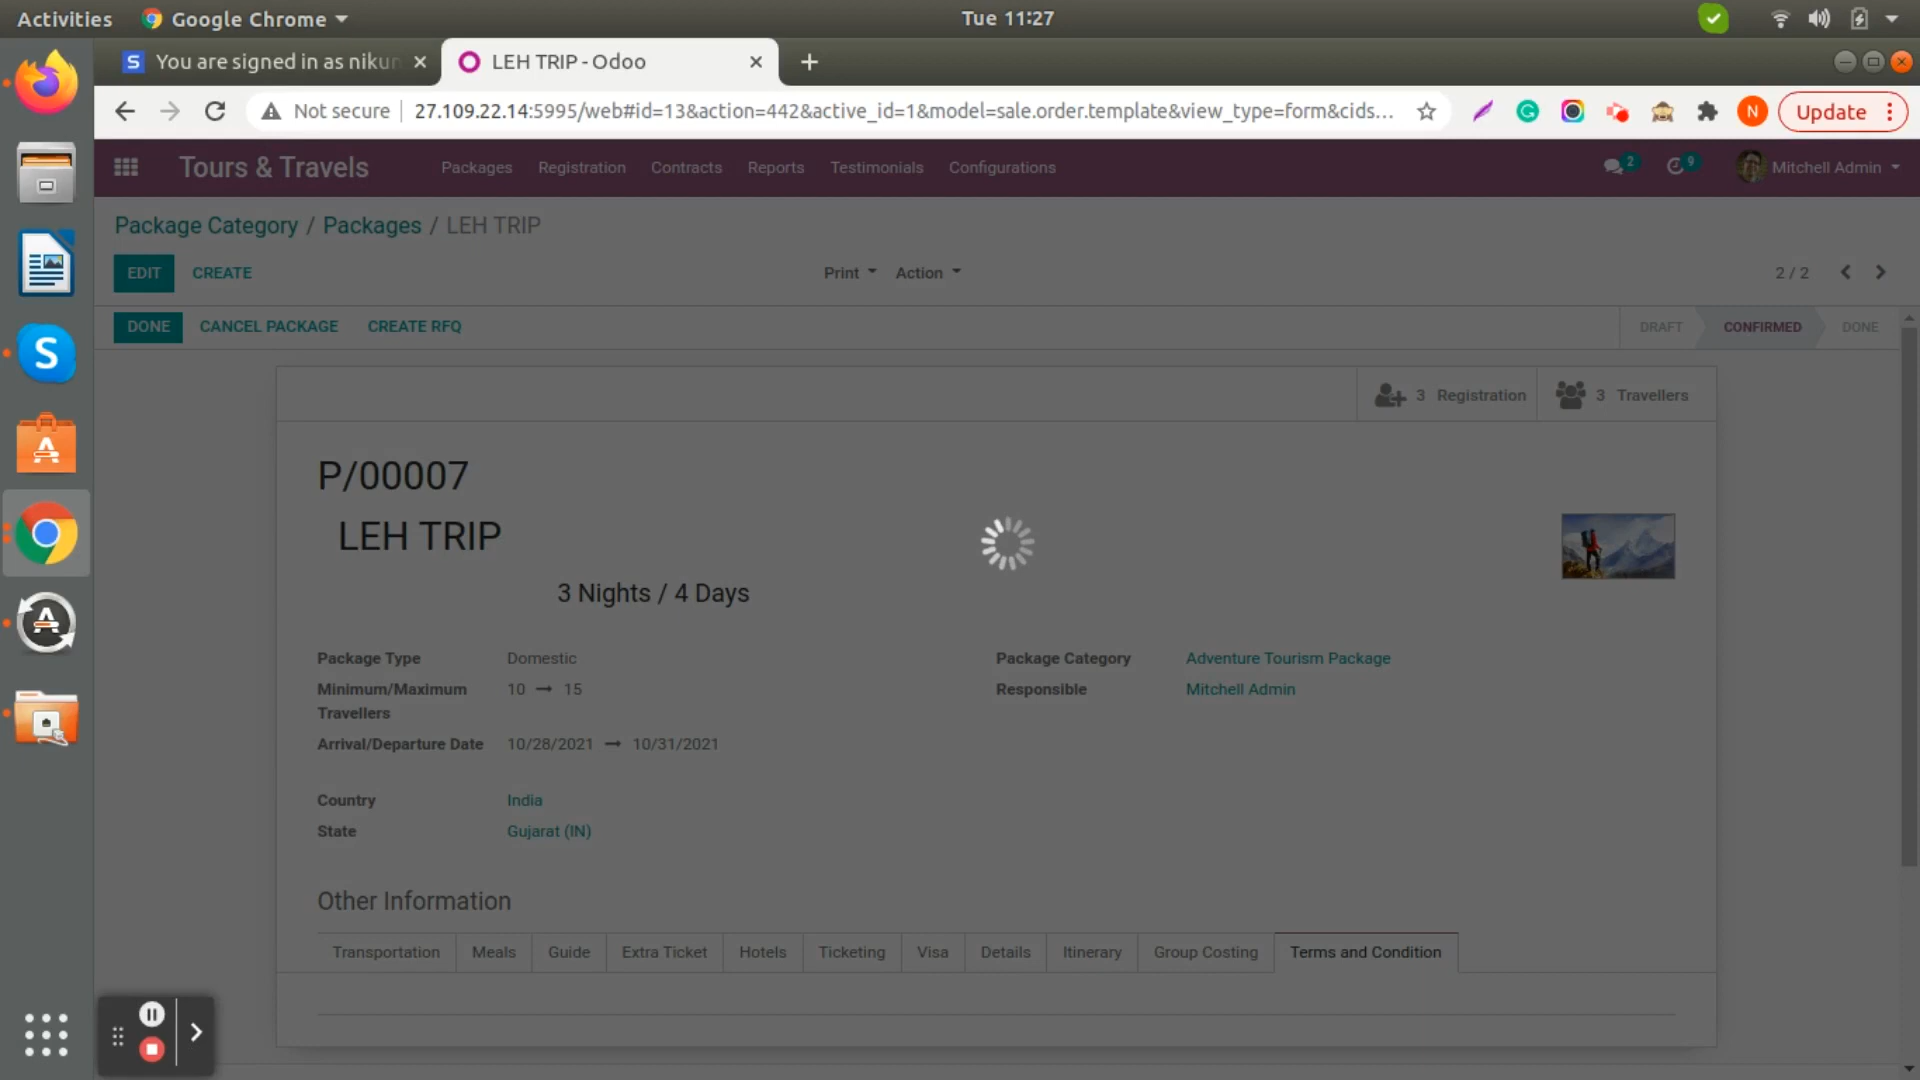 Activities Google Chrome Tue 11:27
You are signed in as nikun LEH TRIP - Odoo
Not secure 27.109.22.14:5995/web#id=13&action=442&active_id=1&model=sale.order.template&view_type=form&cids... N Update
Tours & Travels Packages Registration Contracts Reports Testimonials Configurations 2 9 Mitchell Admin
Package Category / Packages / LEH TRIP
EDIT CREATE Print Action 2 / 2
DONE CANCEL PACKAGE CREATE RFQ DRAFT CONFIRMED DONE
3 Registration 3 Travellers
P/00007
LEH TRIP
3 Nights / 4 Days
Package Type Domestic Package Category Adventure Tourism Package
Minimum/Maximum Travellers 10 → 15 Responsible Mitchell Admin
Arrival/Departure Date 10/28/2021 → 10/31/2021
Country India
State Gujarat (IN)
Other Information
Transportation Meals Guide Extra Ticket Hotels Ticketing Visa Details Itinerary Group Costing Terms and Condition